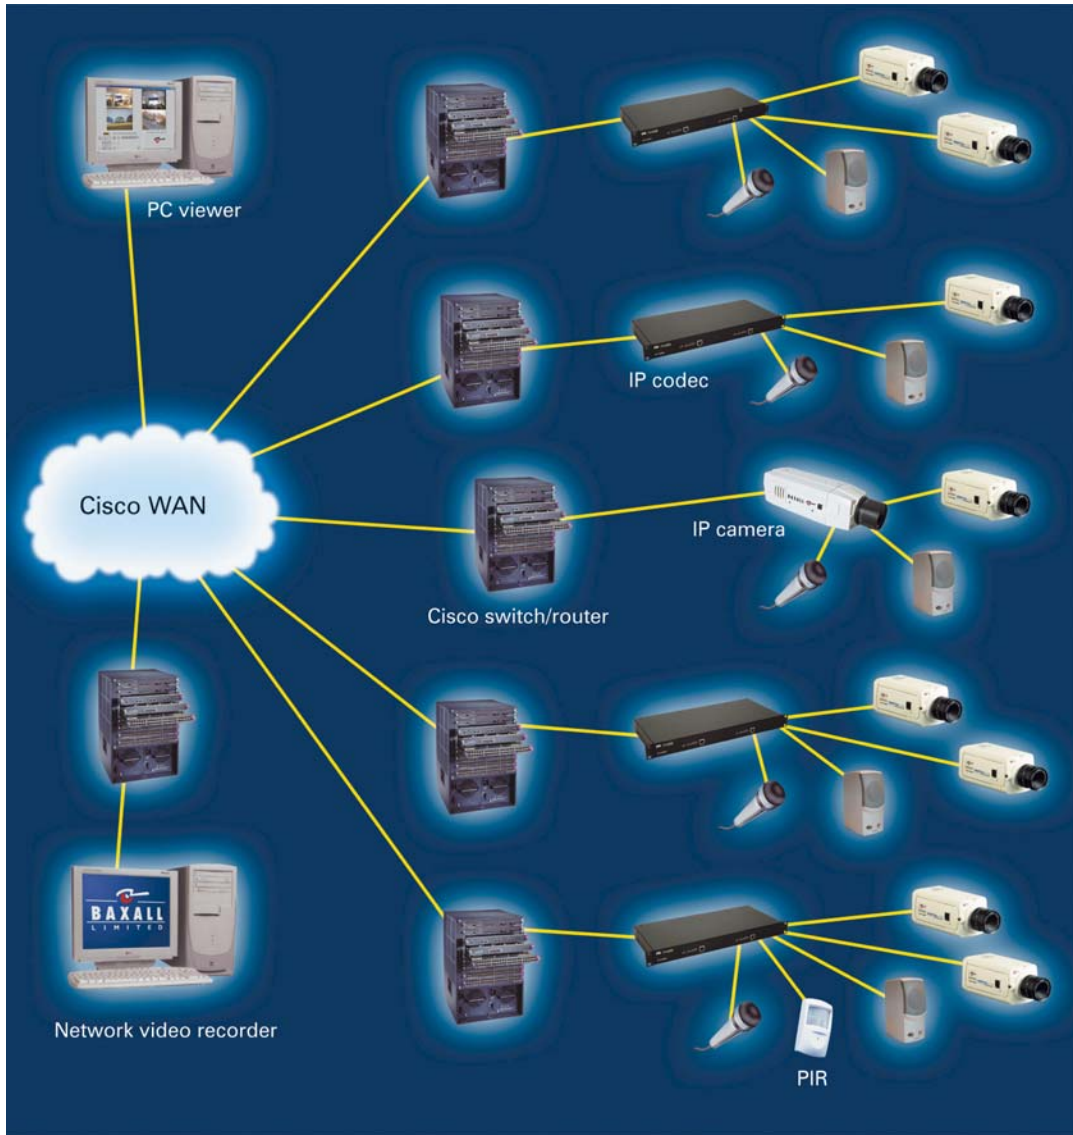 PC viewer
IP codec
Cisco WAN
IP camera
Cisco switch/router
BAXALL
LIMITED
Network video recorder
PIR